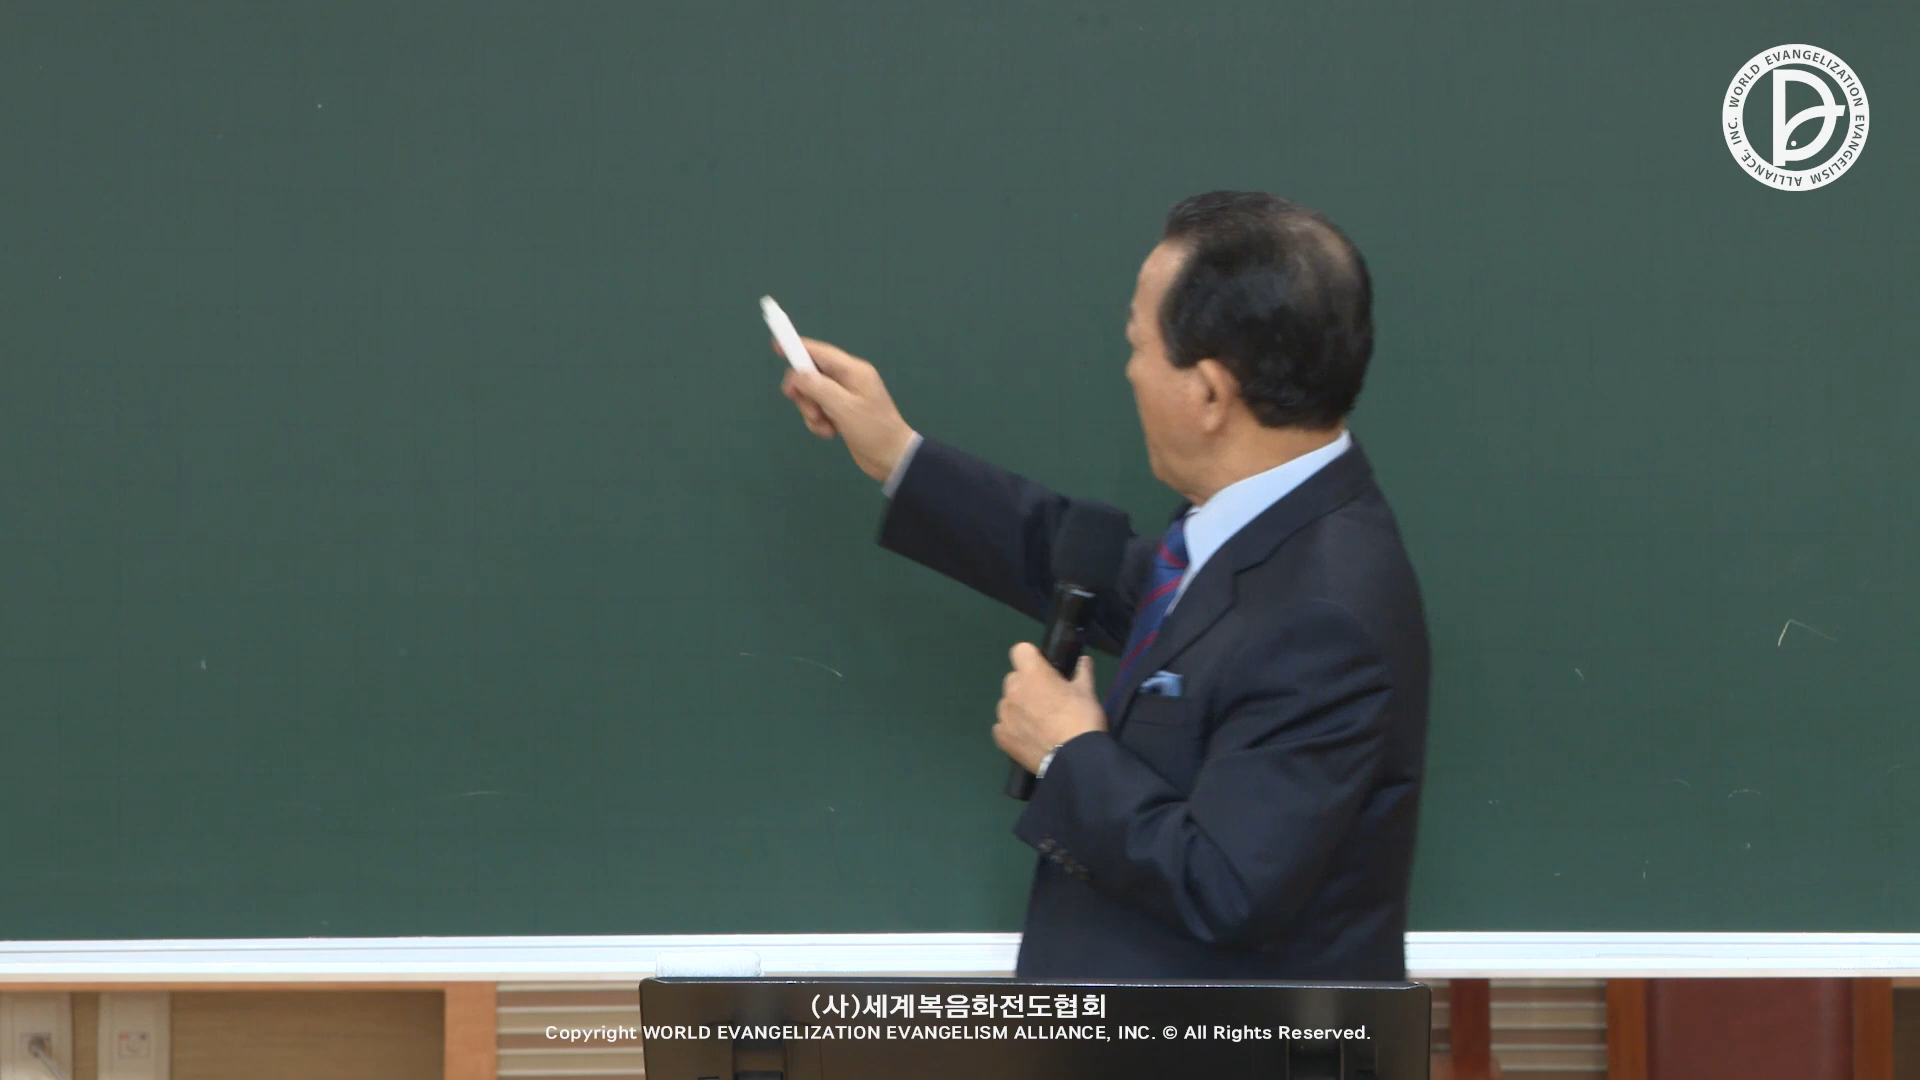 WORLD EVANGELIZATION EVANGELISM ALLIANCE, INC.
(사)세계복음화전도협회
Copyright WORLD EVANGELIZATION EVANGELISM ALLIANCE, INC. © All Rights Reserved.